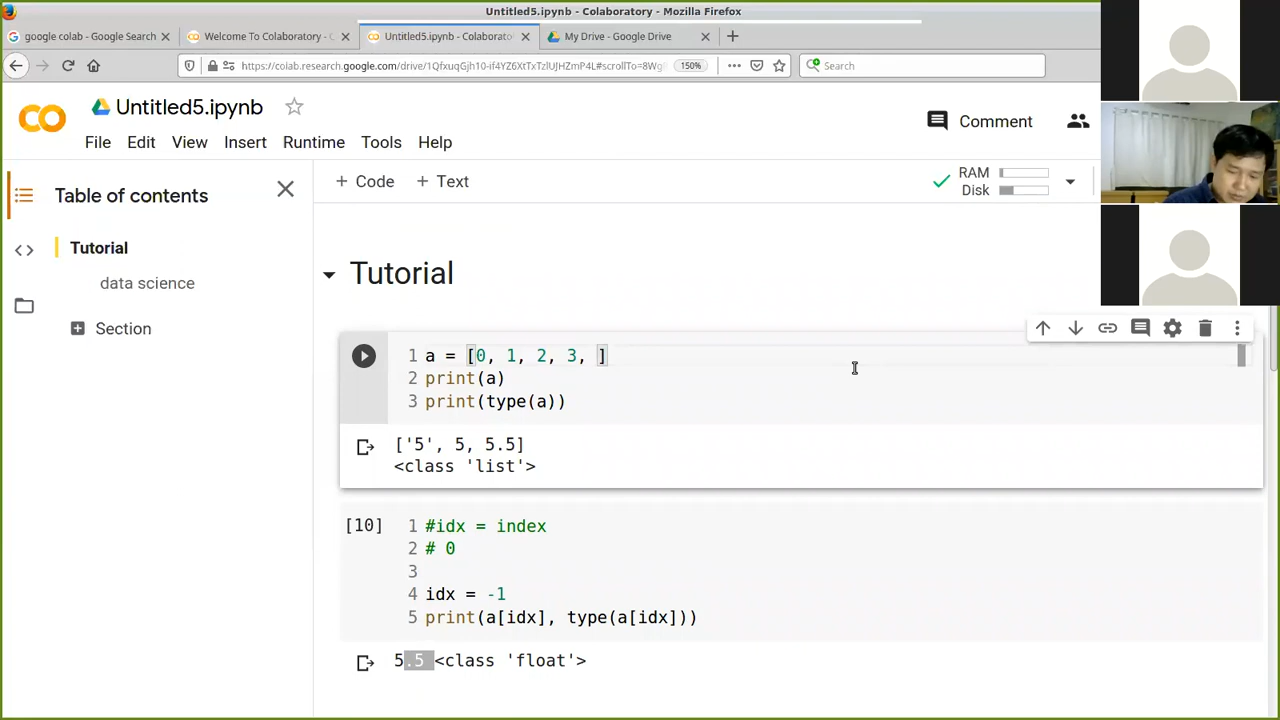 Untitled5.ipynb - Colaboratory - Mozilla Firefox
google colab - Google Search
Welcome To Colaboratory - C
Untitled5.ipynb - Colaborato
My Drive - Google Drive
https://colab.research.google.com/drive/1QfxuqGjh10-if4YZ6XtTxTzlUJHZmP4L#scrollTo=8Wg
150%
Search
Untitled5.ipynb
Comment
File Edit View Insert Runtime Tools Help
Table of contents
+ Code + Text
RAM
Disk
Tutorial
data science
Section
Tutorial
1 a = [0, 1, 2, 3, ]
2 print(a)
3 print(type(a))
['5', 5, 5.5]
<class 'list'>
[10]
1 #idx = index
2 # 0
3
4 idx = -1
5 print(a[idx], type(a[idx]))
5.5 <class 'float'>